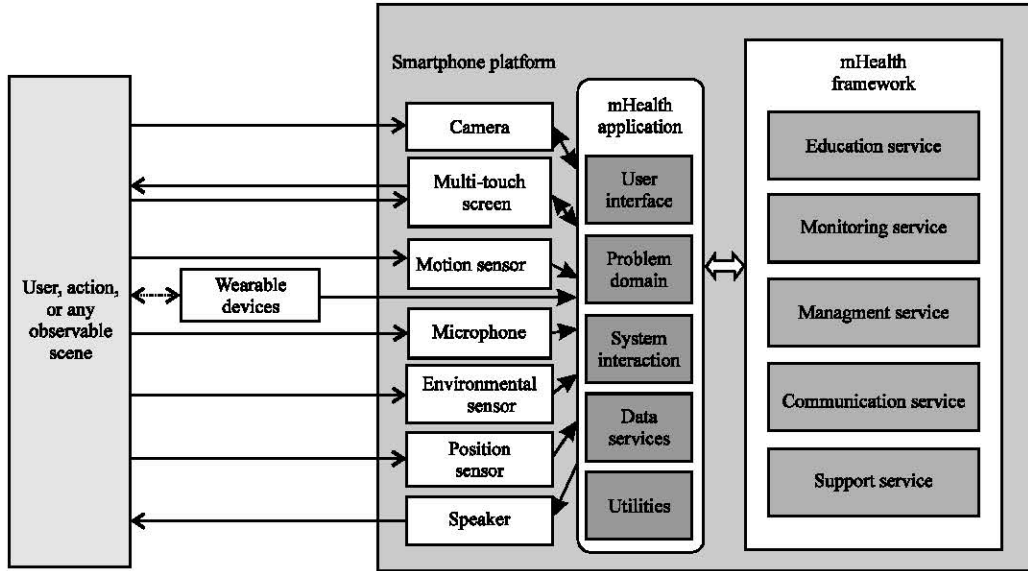 User, action,
or any
observable
scene
Wearable
devices
Smartphone platform
Camera
Multi-touch
screen
Motion sensor
Microphone
Environmental
sensor
Position
sensor
Speaker
mHealth
application
User
interface
Problem
domain
System
interaction
Data
services
Utilities
mHealth
framework
Education service
Monitoring service
Managment service
Communication service
Support service